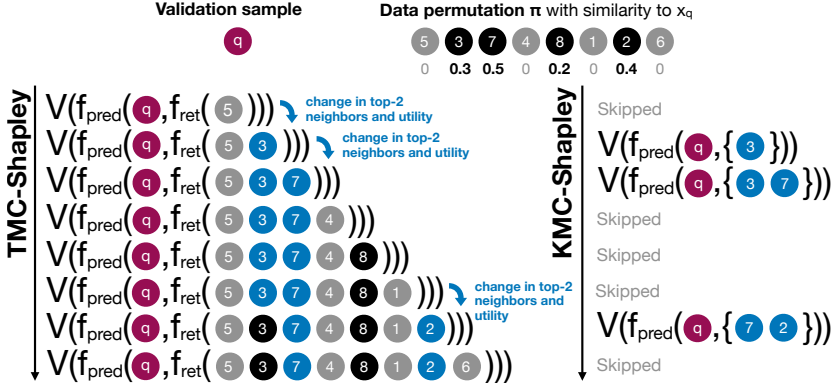 Validation sample
Data permutation π with similarity to xq
q
5 3 7 4 8 1 2 6
0 0.3 0.5 0 0.2 0 0.4 0
TMC-Shapley
V(fpred(q,fret(5)))
change in top-2
neighbors and utility
V(fpred(q,fret(5 3)))
change in top-2
neighbors and utility
V(fpred(q,fret(5 3 7)))
V(fpred(q,fret(5 3 7 4)))
V(fpred(q,fret(5 3 7 4 8)))
V(fpred(q,fret(5 3 7 4 8 1)))
change in top-2
neighbors and
utility
V(fpred(q,fret(5 3 7 4 8 1 2)))
V(fpred(q,fret(5 3 7 4 8 1 2 6)))
KMC-Shapley
Skipped
V(fpred(q,{3}))
V(fpred(q,{3 7}))
Skipped
Skipped
Skipped
V(fpred(q,{7 2}))
Skipped